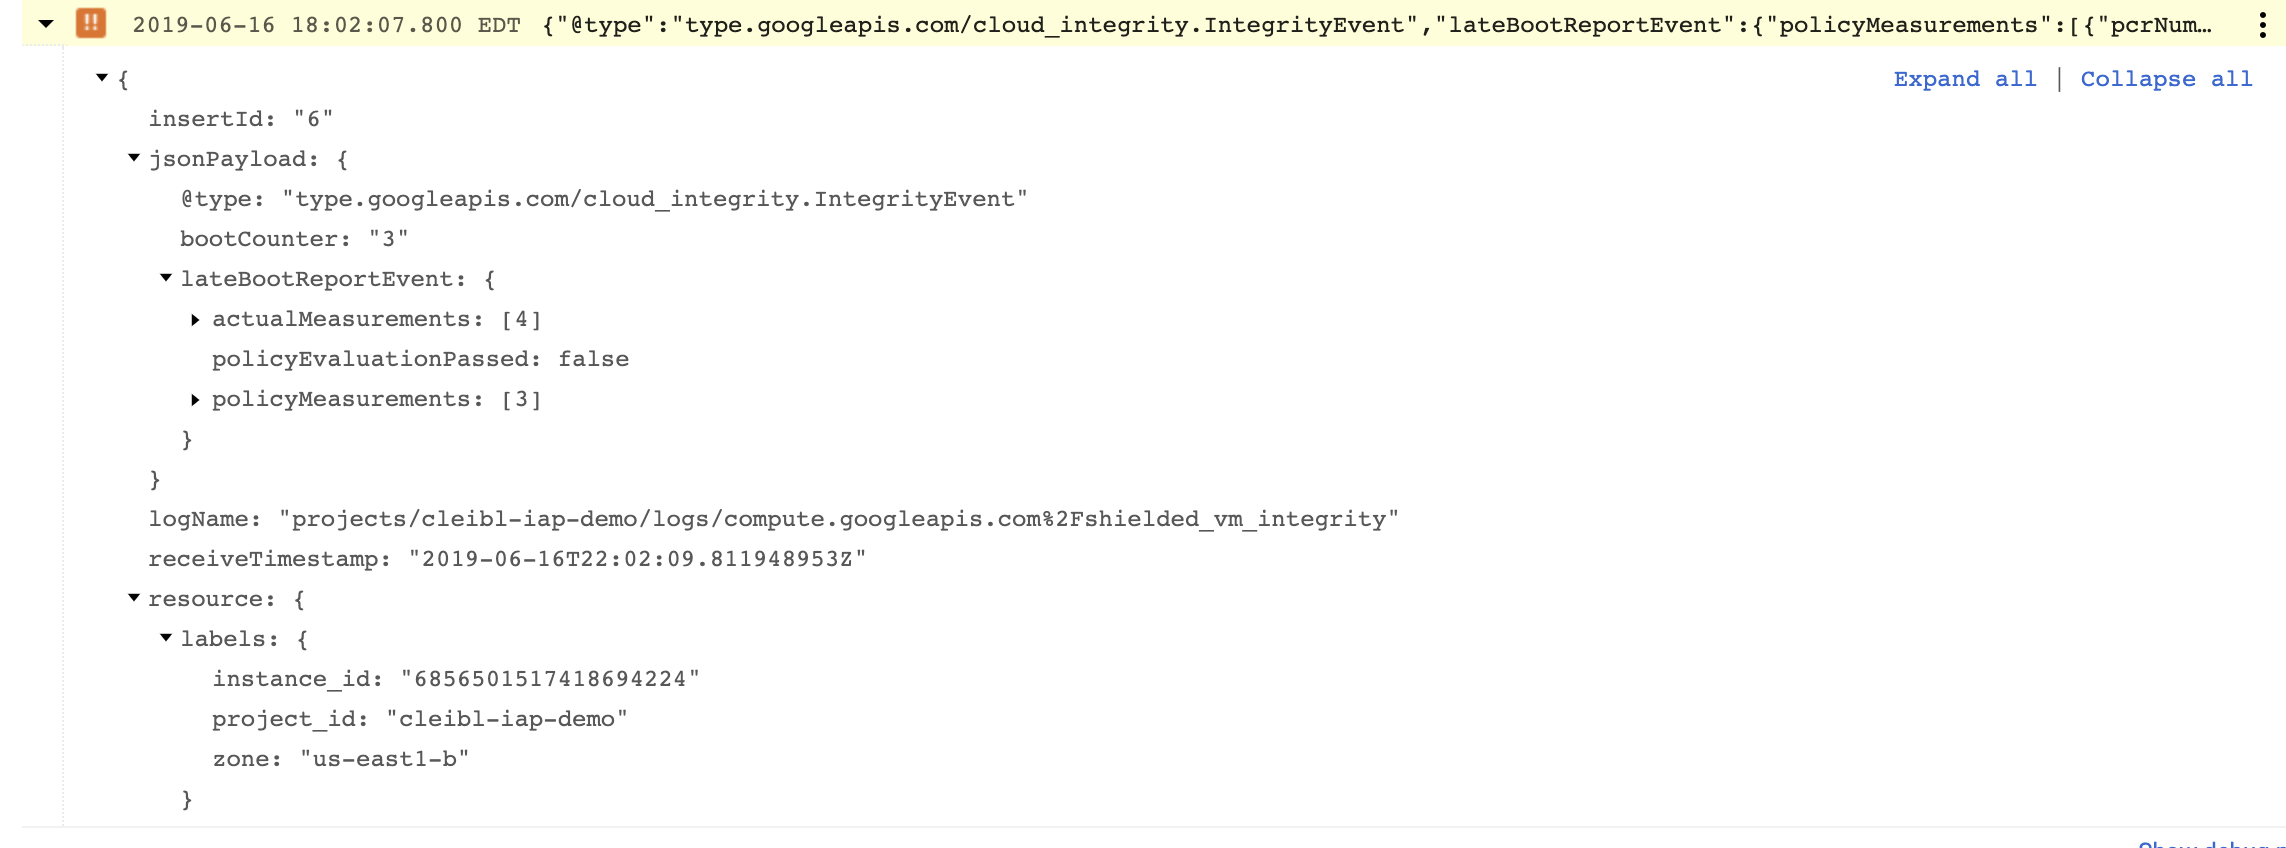 !! 2019-06-16 18:02:07.800 EDT {"@type":"type.googleapis.com/cloud_integrity.IntegrityEvent","lateBootReportEvent":{"policyMeasurements":[{"pcrNum…
{ Expand all | Collapse all
insertId: "6"
jsonPayload: {
@type: "type.googleapis.com/cloud_integrity.IntegrityEvent"
bootCounter: "3"
lateBootReportEvent: {
actualMeasurements: [4]
policyEvaluationPassed: false
policyMeasurements: [3]
}
}
logName: "projects/cleibl-iap-demo/logs/compute.googleapis.com%2Fshielded_vm_integrity"
receiveTimestamp: "2019-06-16T22:02:09.811948953Z"
resource: {
labels: {
instance_id: "6856501517418694224"
project_id: "cleibl-iap-demo"
zone: "us-east1-b"
}
Show debug